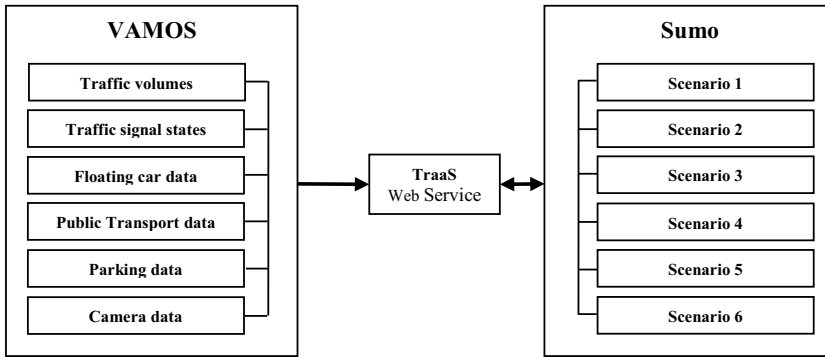 VAMOS
Traffic volumes
Traffic signal states
Floating car data
Public Transport data
Parking data
Camera data
TraaS
Web Service
Sumo
Scenario 1
Scenario 2
Scenario 3
Scenario 4
Scenario 5
Scenario 6